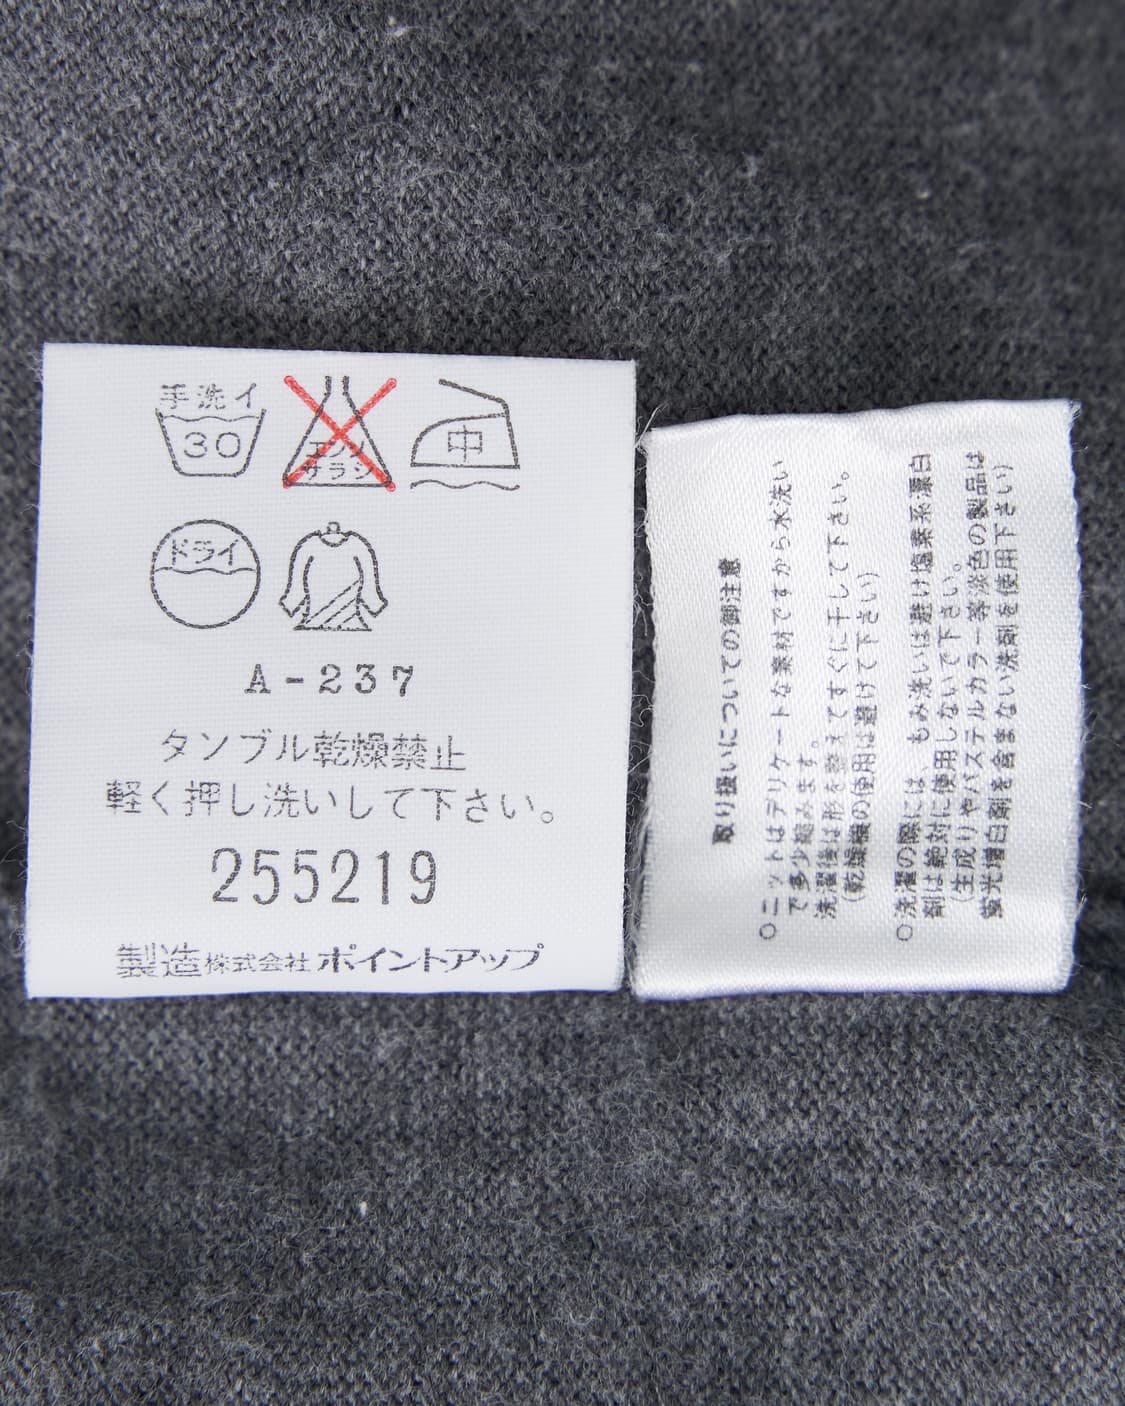 手洗イ
30
エンソ
サラシ
中
ドライ
A-237
タンブル乾燥禁止
軽く押し洗いして下さい。
255219
製造株式会社ポイントアップ
取り扱いについての御注意
○ニットはデリケートな素材ですから水洗い
で多少縮みます。
洗濯後は形を整えてすぐに干して下さい。
(乾燥機の使用は避けて下さい)
○洗濯の際には、もみ洗いは避け塩素系漂白
剤は絶対に使用しないで下さい。
(生成りやパステルカラー等淡色の製品は
蛍光増白剤を含まない洗剤を使用下さい)